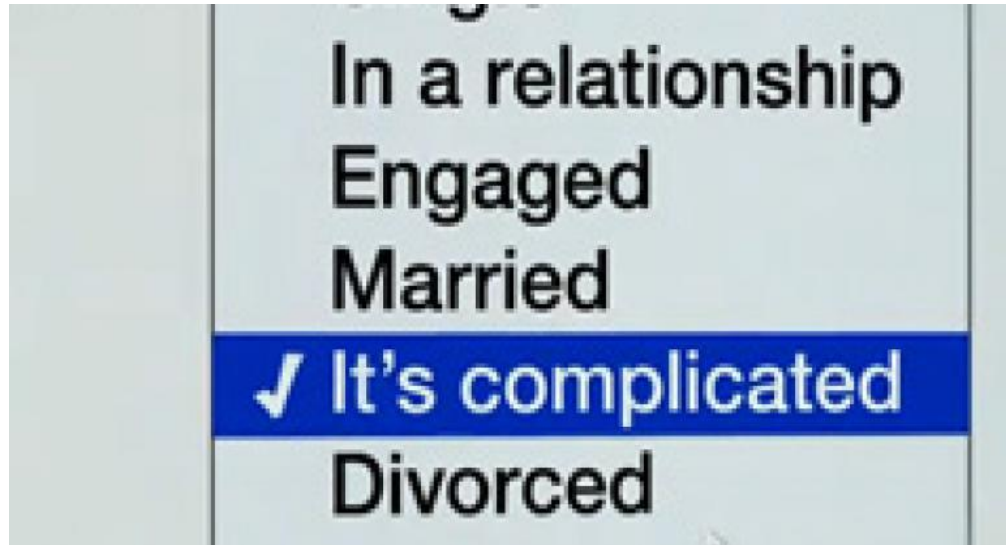 In a relationship
Engaged
Married
✓ It's complicated
Divorced